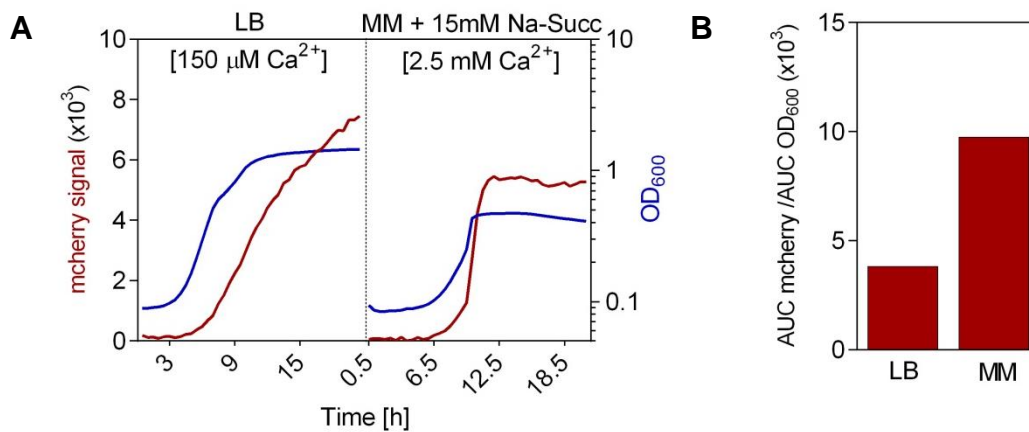 A
LB
MM + 15mM Na-Succ
[150 µM Ca²⁺]
[2.5 mM Ca²⁺]
mcherry signal (x10³)
10
8
6
4
2
0
10
1
0.1
OD₆₀₀
3
9
15
0.5
6.5
12.5
18.5
Time [h]
B
AUC mcherry /AUC OD₆₀₀ (x10³)
15
10
5
0
LB
MM